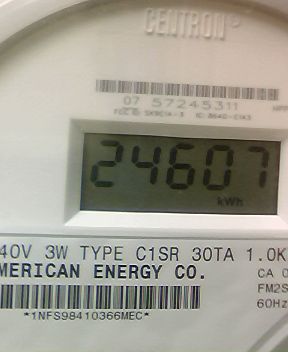 CENTRON
07 57245311
FCC ID SK9C1A-3 IC: 864G-C1A3
24607
kWh
40V 3W TYPE C1SR 30TA 1.0K
MERICAN ENERGY CO.
CA 0
FM2S
60Hz
*1NFS98410366MEC*